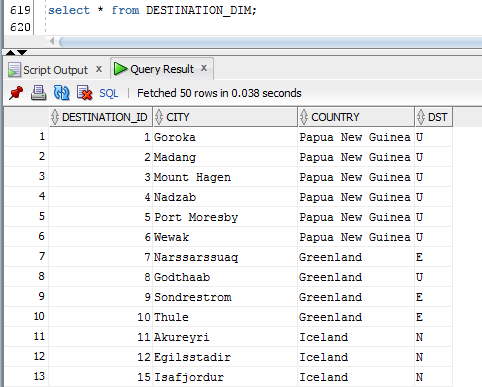 619 select * from DESTINATION_DIM;
620
Script Output x Query Result x
SQL | Fetched 50 rows in 0.038 seconds
DESTINATION_ID CITY COUNTRY DST
1 1 Goroka Papua New Guinea U
2 2 Madang Papua New Guinea U
3 3 Mount Hagen Papua New Guinea U
4 4 Nadzab Papua New Guinea U
5 5 Port Moresby Papua New Guinea U
6 6 Wewak Papua New Guinea U
7 7 Narssarssuaq Greenland E
8 8 Godthaab Greenland U
9 9 Sondrestrom Greenland E
10 10 Thule Greenland E
11 11 Akureyri Iceland N
12 12 Egilsstadir Iceland N
13 15 Isafjordur Iceland N